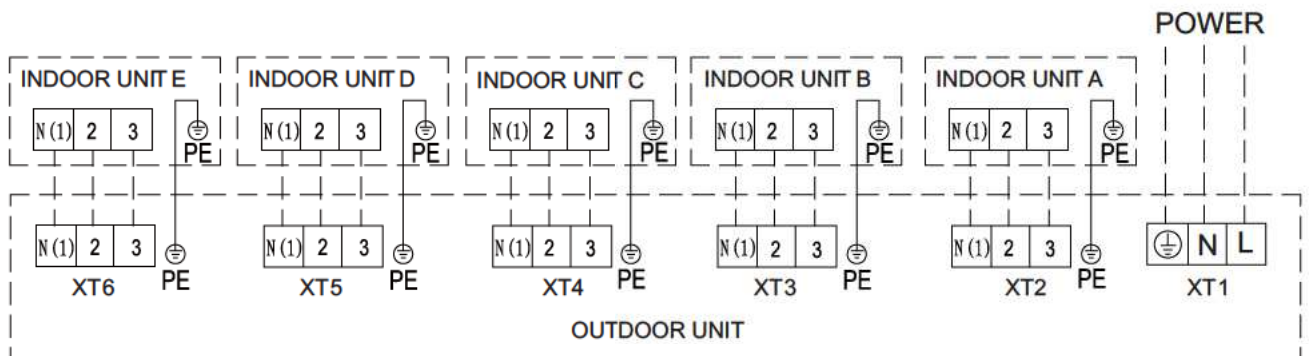 POWER
INDOOR UNIT E INDOOR UNIT D INDOOR UNIT C INDOOR UNIT B INDOOR UNIT A
N(1) 2 3 N(1) 2 3 N(1) 2 3 N(1) 2 3 N(1) 2 3
PE PE PE PE PE
N(1) 2 3 N(1) 2 3 N(1) 2 3 N(1) 2 3 N(1) 2 3 N L
PE PE PE PE PE
XT6 XT5 XT4 XT3 XT2 XT1
OUTDOOR UNIT